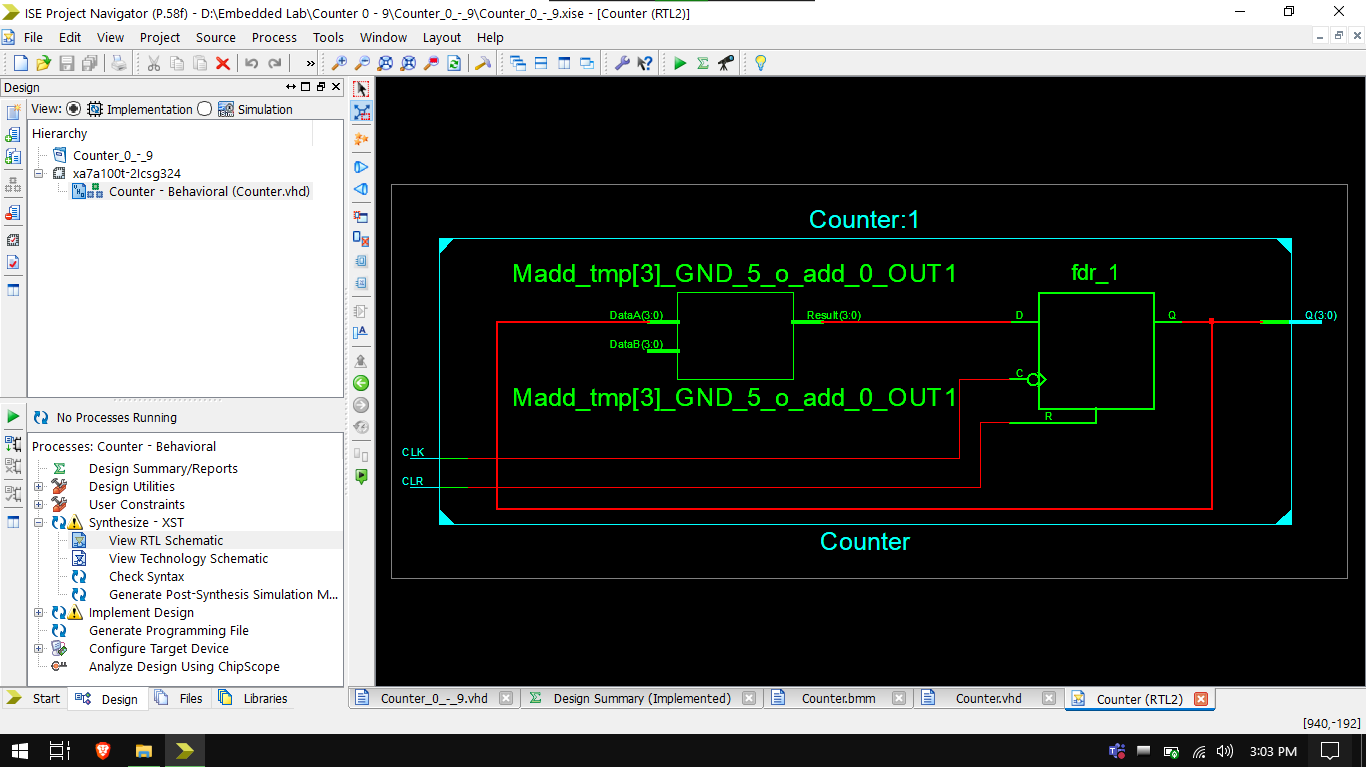 ISE Project Navigator (P.58f) - D:\Embedded Lab\Counter 0 - 9\Counter_0_-_9\Counter_0_-_9.xise - [Counter (RTL2)]
File Edit View Project Source Process Tools Window Layout Help
Design
View: Implementation Simulation
Hierarchy
Counter_0_-_9
xa7a100t-2Icsg324
Counter - Behavioral (Counter.vhd)
No Processes Running
Processes: Counter - Behavioral
Design Summary/Reports
Design Utilities
User Constraints
Synthesize - XST
View RTL Schematic
View Technology Schematic
Check Syntax
Generate Post-Synthesis Simulation M...
Implement Design
Generate Programming File
Configure Target Device
Analyze Design Using ChipScope
Start Design Files Libraries
Counter:1
Madd_tmp[3]_GND_5_o_add_0_OUT1
fdr_1
DataA(3:0) Result(3:0) D Q Q(3:0)
DataB(3:0)
C
Madd_tmp[3]_GND_5_o_add_0_OUT1
R
CLK
CLR
Counter
Counter_0_-_9.vhd Design Summary (Implemented) Counter.bmm Counter.vhd Counter (RTL2)
[940,-192]
3:03 PM